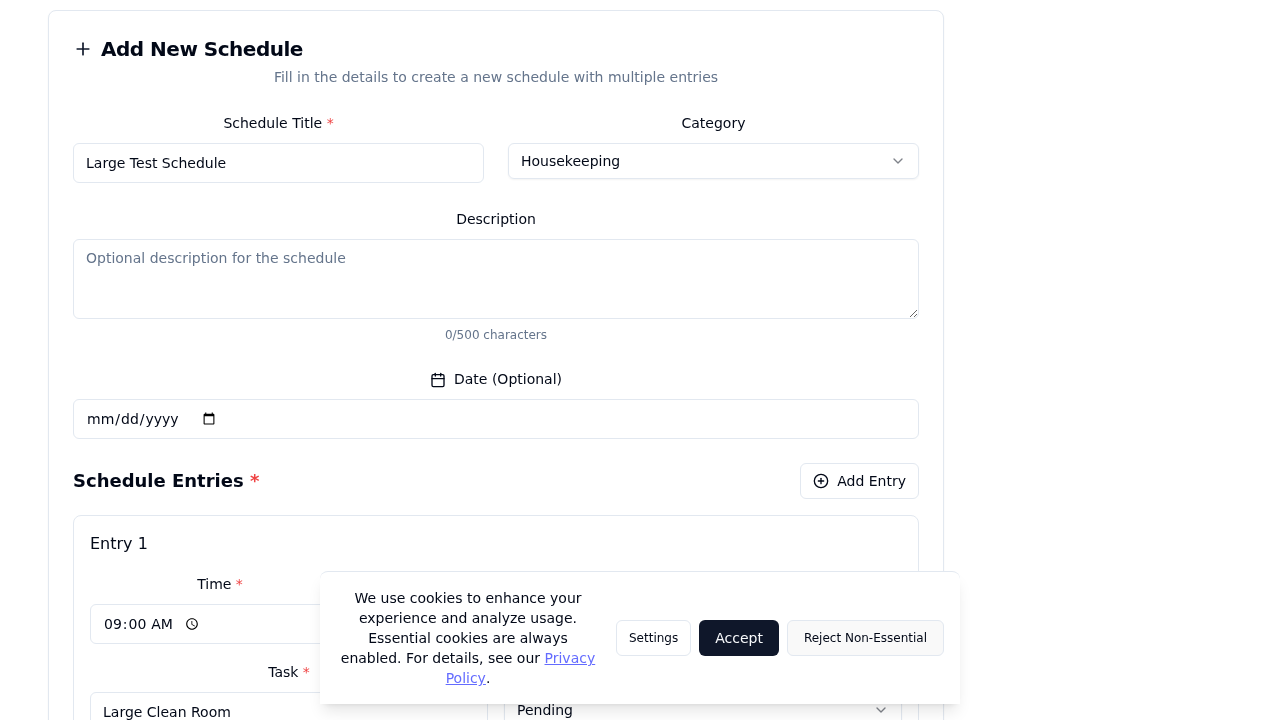 Add New Schedule
Fill in the details to create a new schedule with multiple entries
Schedule Title *
Category
Large Test Schedule
Housekeeping
Description
Optional description for the schedule
0/500 characters
Date (Optional)
mm/dd/yyyy
Schedule Entries *
Add Entry
Entry 1
Time *
09:00 AM
Task *
Large Clean Room
Pending
We use cookies to enhance your
experience and analyze usage.
Essential cookies are always
enabled. For details, see our Privacy
Policy.
Settings
Accept
Reject Non-Essential